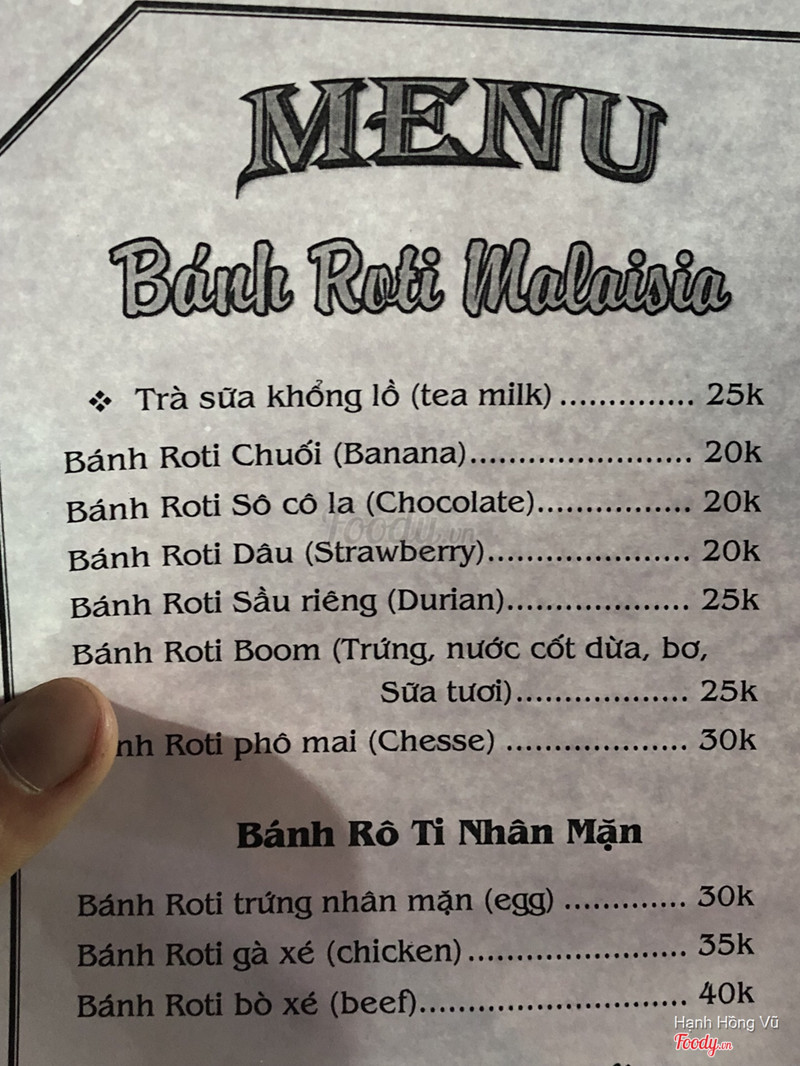 MENU
Bánh Roti Malaisia
❖ Trà sữa khổng lồ (tea milk).............. 25k
Bánh Roti Chuối (Banana)....................... 20k
Bánh Roti Sô cô la (Chocolate)................ 20k
Bánh Roti Dâu (Strawberry)..................... 20k
Bánh Roti Sầu riêng (Durian)................... 25k
Bánh Roti Boom (Trứng, nước cốt dừa, bơ,
Sữa tươi).................. 25k
nh Roti phô mai (Chesse) ................... 30k
Bánh Rô Ti Nhân Mặn
Bánh Roti trứng nhân mặn (egg) ............. 30k
Bánh Roti gà xé (chicken)....................... 35k
Bánh Roti bò xé (beef)............................ 40k
Foody.vn
Hạnh Hồng Vũ
Foody.vn